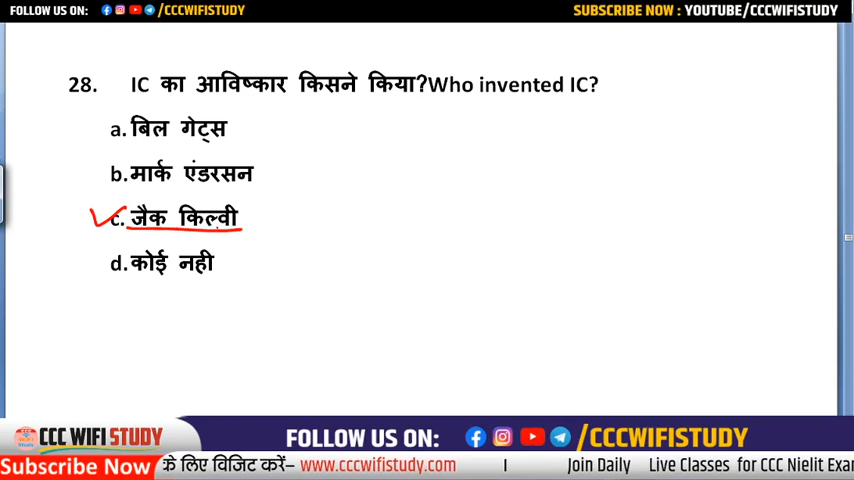 FOLLOW US ON: /CCCWIFISTUDY SUBSCRIBE NOW : YOUTUBE/CCCWIFISTUDY
28. IC का आविष्कार किसने किया?Who invented IC?
a. बिल गेट्स
b. मार्क एंडरसन
c. जैक किल्वी
d. कोई नही
CCC WIFI STUDY FOLLOW US ON: /CCCWIFISTUDY
Subscribe Now के लिए विजिट करें– www.cccwifistudy.com I Join Daily Live Classes for CCC Nielit Exa